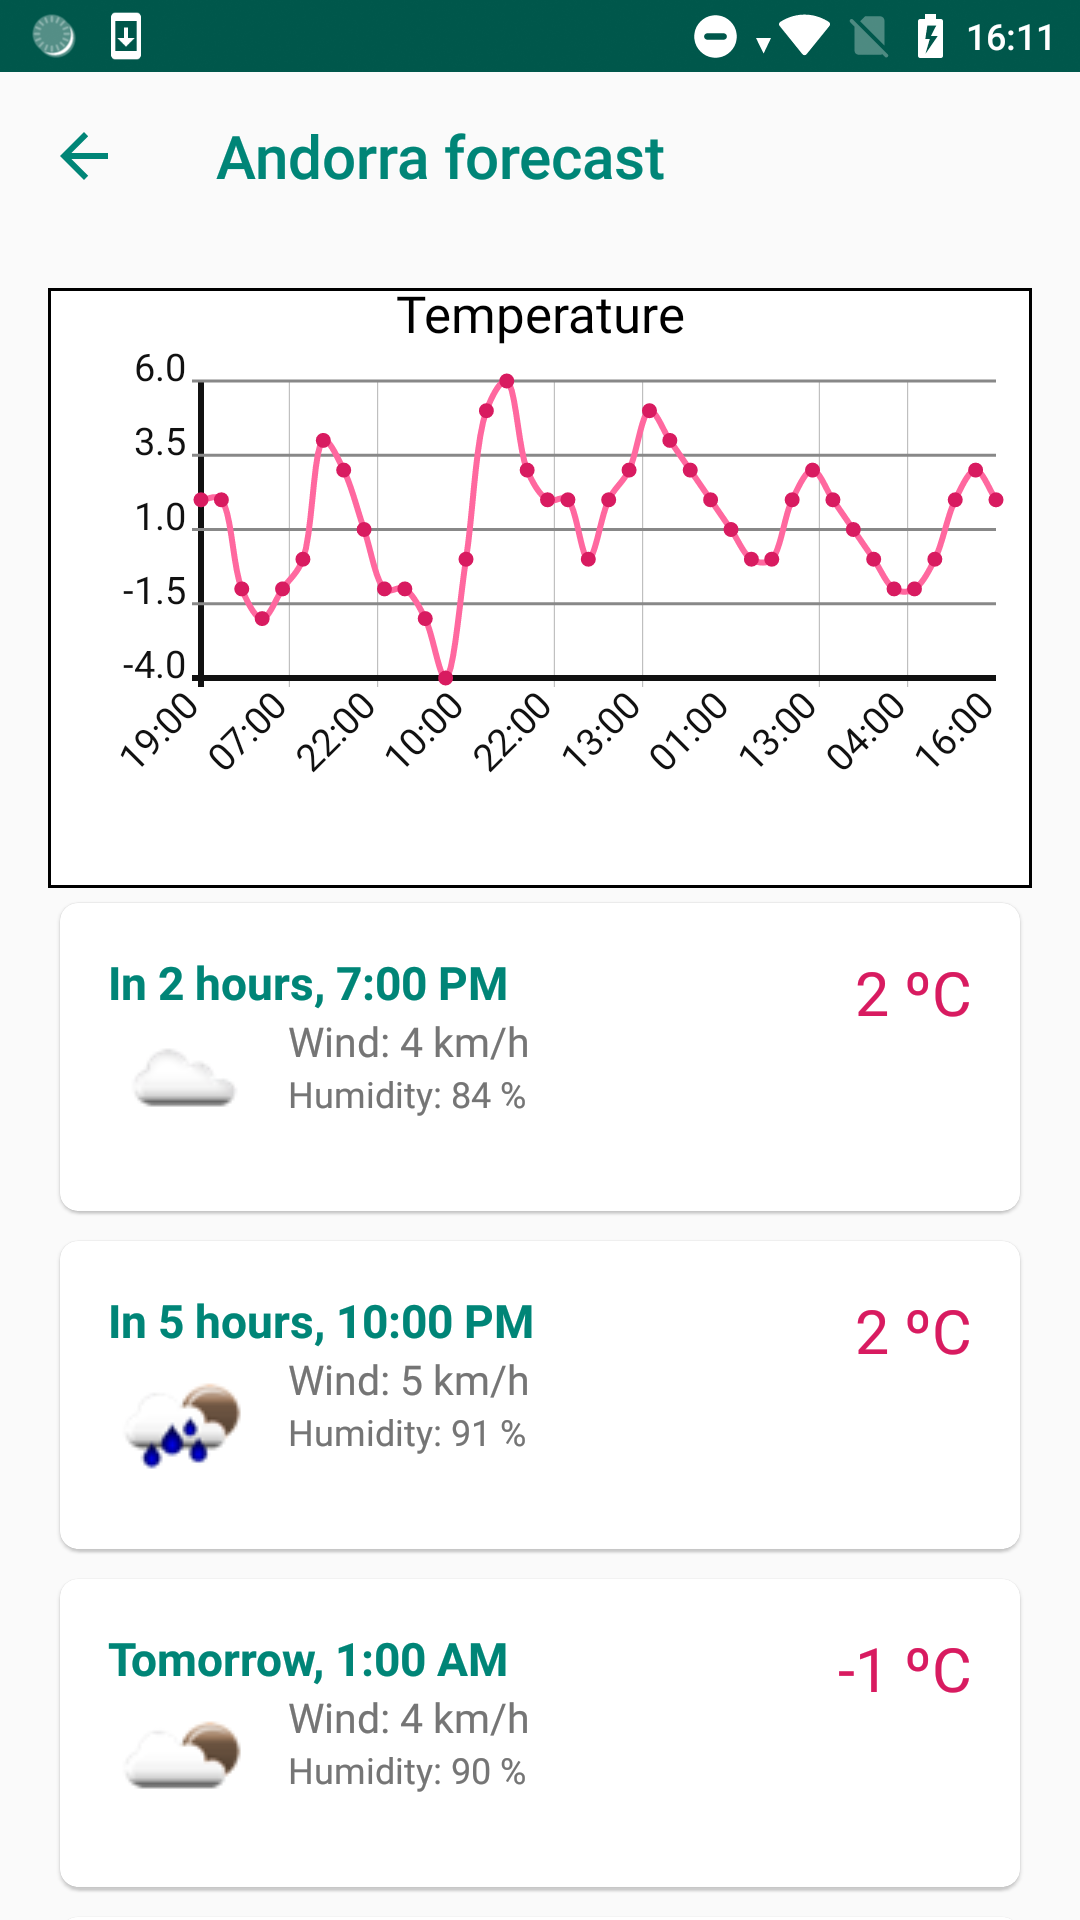 16:11
Andorra forecast
Temperature
6.0
3.5
1.0
-1.5
-4.0
19:00 07:00 22:00 10:00 22:00 13:00 01:00 13:00 04:00 16:00
In 2 hours, 7:00 PM
2 ºC
Wind: 4 km/h
Humidity: 84 %
In 5 hours, 10:00 PM
2 ºC
Wind: 5 km/h
Humidity: 91 %
Tomorrow, 1:00 AM
-1 ºC
Wind: 4 km/h
Humidity: 90 %